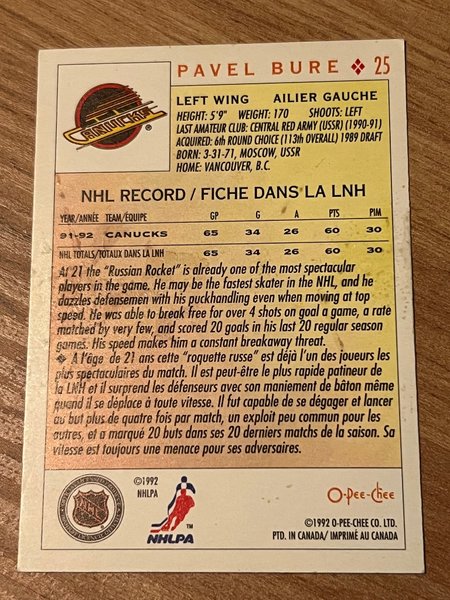 PAVEL BURE ❖ 25
CANUCKS
LEFT WING AILIER GAUCHE
HEIGHT: 5'9" WEIGHT: 170 SHOOTS: LEFT
LAST AMATEUR CLUB: CENTRAL RED ARMY (USSR) (1990-91)
ACQUIRED: 6th ROUND CHOICE (113th OVERALL) 1989 DRAFT
BORN: 3-31-71, MOSCOW, USSR
HOME: VANCOUVER, B.C.
NHL RECORD / FICHE DANS LA LNH
YEAR/ANNÉE TEAM/ÉQUIPE GP G A PTS PIM
91-92 CANUCKS 65 34 26 60 30
NHL TOTALS/TOTAUX DANS LA LNH 65 34 26 60 30
At 21 the "Russian Rocket" is already one of the most spectacular
players in the game. He may be the fastest skater in the NHL, and he
dazzles defensemen with his puckhandling even when moving at top
speed. He was able to break free for over 4 shots on goal a game, a rate
matched by very few, and scored 20 goals in his last 20 regular season
games. His speed makes him a constant breakaway threat.
❖ A l'âge de 21 ans cette "roquette russe" est déjà l'un des joueurs les
plus spectaculaires du match. Il est peut-être le plus rapide patineur de
la LNH et il surprend les défenseurs avec son maniement de bâton même
quand il se déplace à toute vitesse. Il fut capable de se dégager et lancer
au but plus de quatre fois par match, un exploit peu commun pour les
autres, et a marqué 20 buts dans ses 20 derniers matchs de la saison. Sa
vitesse est toujours une menace pour ses adversaires.
©1992
NHLPA
NHLPA
O-Pee-Chee
©1992 O-PEE-CHEE CO. LTD.
PTD. IN CANADA/ IMPRIMÉ AU CANADA